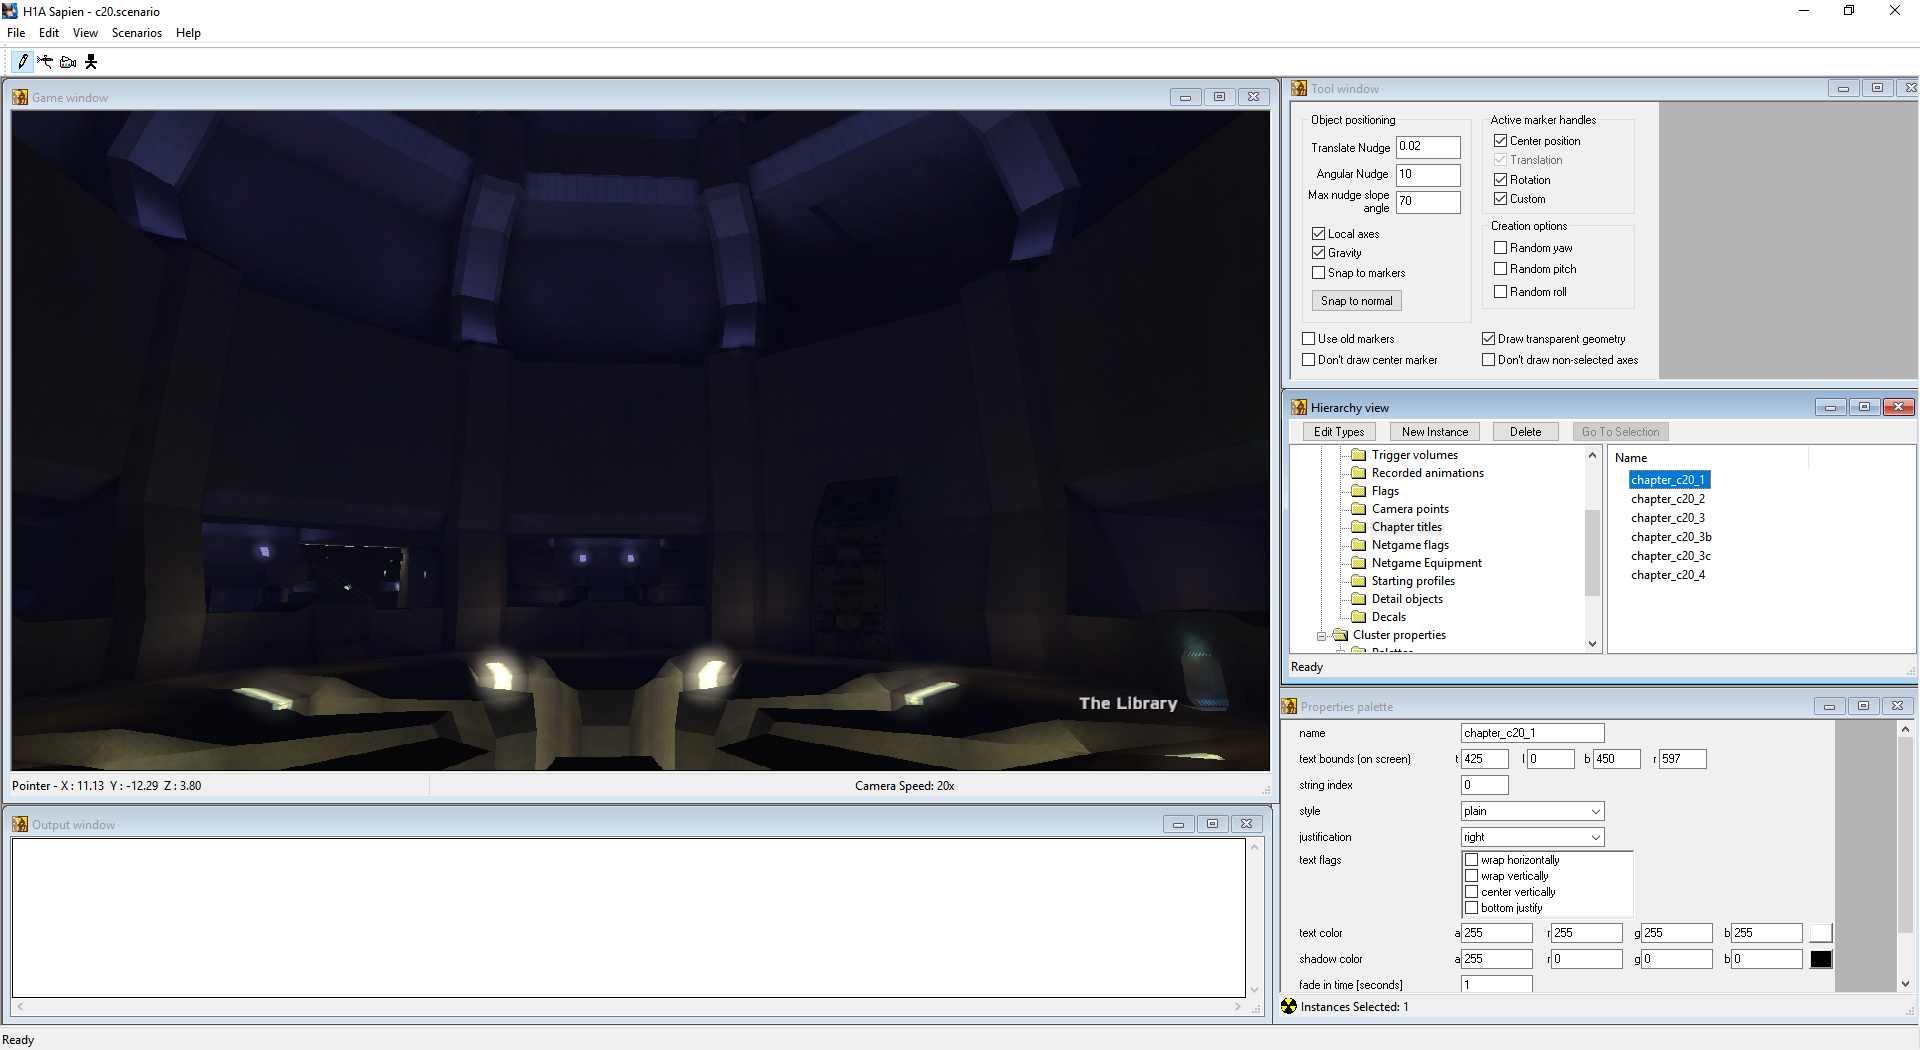 H1A Sapien - c20.scenario
File Edit View Scenarios Help
Game window
The Library
Pointer - X : 11.13 Y : -12.29 Z : 3.80
Camera Speed: 20x
Output window
Ready
Tool window
Object positioning
Translate Nudge 0.02
Angular Nudge 10
Max nudge slope
angle 70
Local axes
Gravity
Snap to markers
Snap to normal
Active marker handles
Center position
Translation
Rotation
Custom
Creation options
Random yaw
Random pitch
Random roll
Use old markers
Don't draw center marker
Draw transparent geometry
Don't draw non-selected axes
Hierarchy view
Edit Types New Instance Delete Go To Selection
Trigger volumes
Recorded animations
Flags
Camera points
Chapter titles
Netgame flags
Netgame Equipment
Starting profiles
Detail objects
Decals
Cluster properties
Palettes
Name
chapter_c20_1
chapter_c20_2
chapter_c20_3
chapter_c20_3b
chapter_c20_3c
chapter_c20_4
Ready
Properties palette
name chapter_c20_1
text bounds (on screen) t 425 l 0 b 450 r 597
string index 0
style plain
justification right
text flags
wrap horizontally
wrap vertically
center vertically
bottom justify
text color a 255 r 255 g 255 b 255
shadow color a 255 r 0 g 0 b 0
fade in time [seconds] 1
Instances Selected: 1